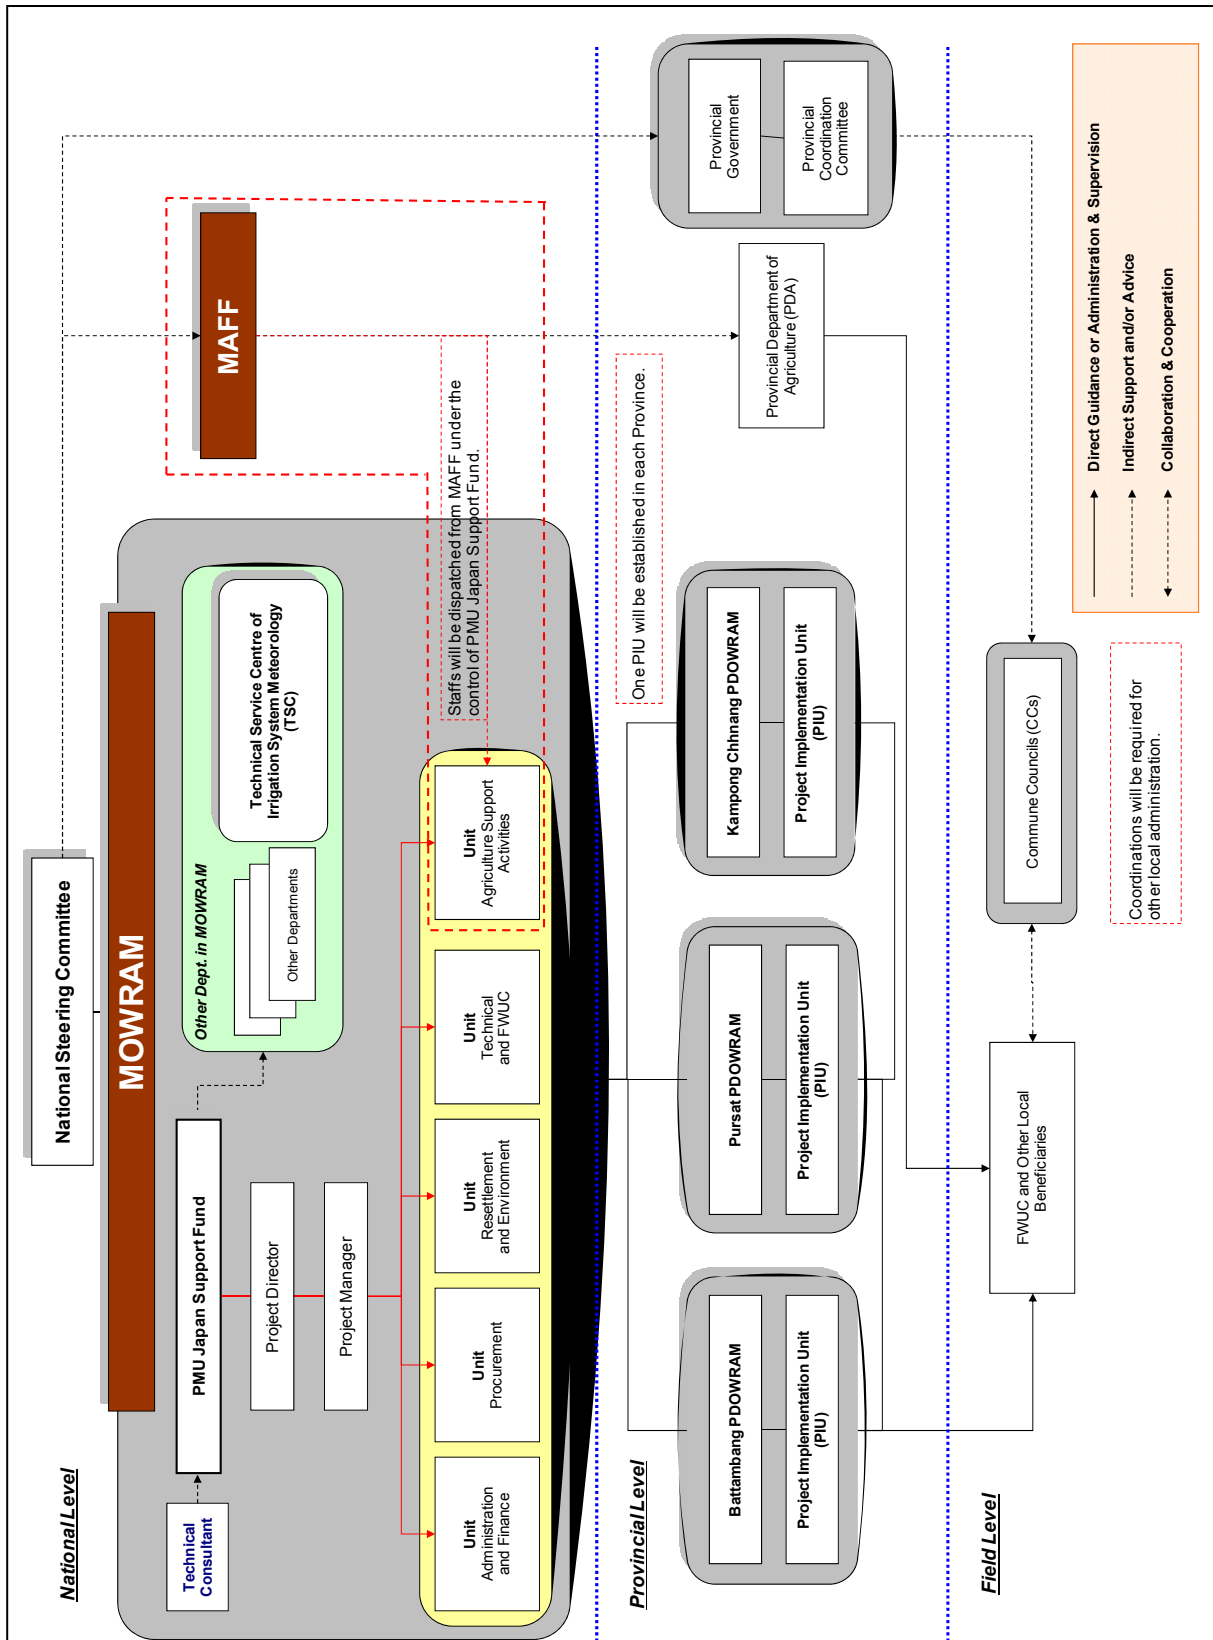 National Level
National Steering Committee
MOWRAM
MAFF
Technical
Consultant
PMU Japan Support Fund
Project Director
Project Manager
Other Dept. in MOWRAM
Other Departments
Technical Service Centre of
Irrigation System Meteorology
(TSC)
Unit
Administration
and Finance
Unit
Procurement
Unit
Resettlement
and Environment
Unit
Technical
and FWUC
Unit
Agriculture Support
Activities
Staffs will be dispatched from MAFF under the
control of PMU Japan Support Fund.
Provincial Level
One PIU will be established in each Province.
Battambang PDOWRAM
Project Implementation Unit
(PIU)
Pursat PDOWRAM
Project Implementation Unit
(PIU)
Kampong Chhnang PDOWRAM
Project Implementation Unit
(PIU)
Provincial Department of
Agriculture (PDA)
Provincial
Government
Provincial
Coordination
Committee
Field Level
FWUC and Other Local
Beneficiaries
Commune Councils (CCs)
Coordinations will be required for
other local administration.
Direct Guidance or Administration & Supervision
Indirect Support and/or Advice
Collaboration & Cooperation